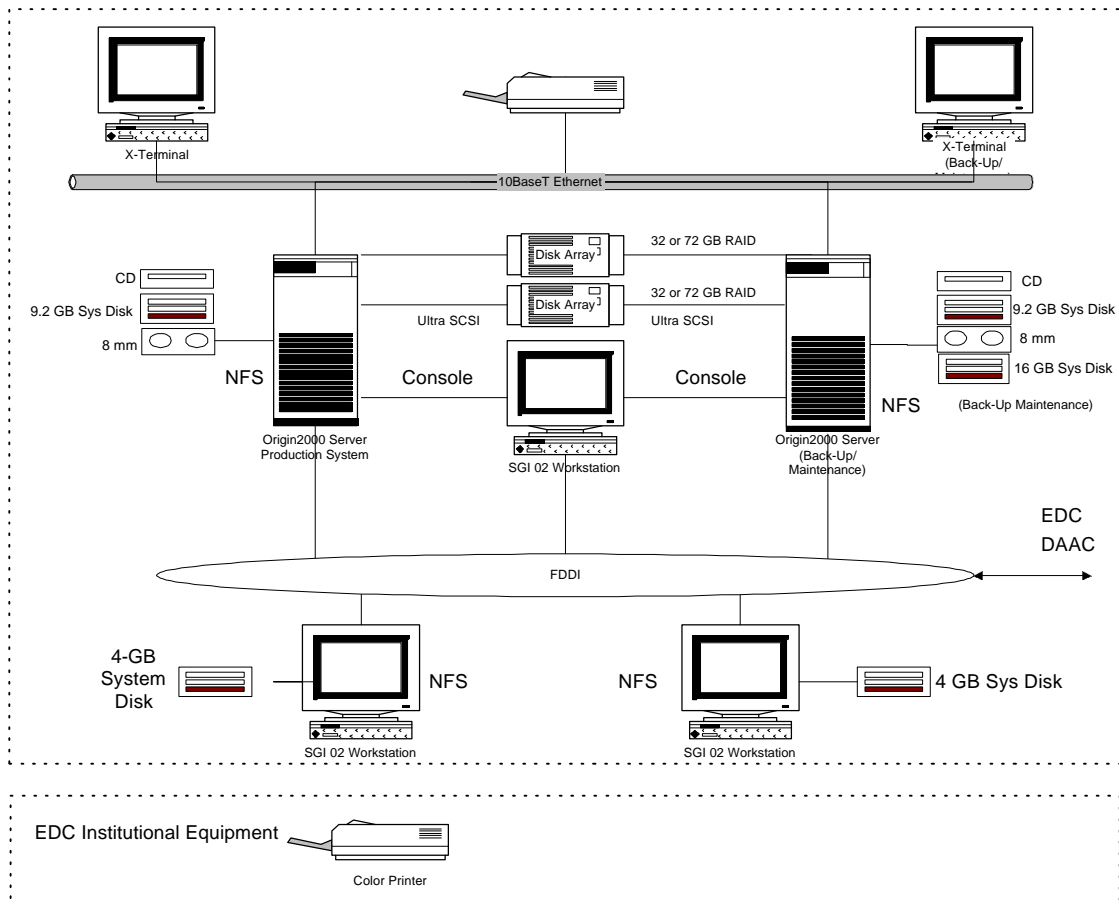 X-Terminal
X-Terminal
(Back-Up/
Maintenance)
10BaseT Ethernet
32 or 72 GB RAID
Disk Array
CD
CD
9.2 GB Sys Disk
32 or 72 GB RAID
9.2 GB Sys Disk
Disk Array
Ultra SCSI
Ultra SCSI
8 mm
8 mm
16 GB Sys Disk
NFS
Console
Console
NFS
(Back-Up Maintenance)
Origin2000 Server
Production System
SGI 02 Workstation
Origin2000 Server
(Back-Up/
Maintenance)
EDC
DAAC
FDDI
4-GB
System
Disk
NFS
NFS
4 GB Sys Disk
SGI 02 Workstation
SGI 02 Workstation
EDC Institutional Equipment
Color Printer